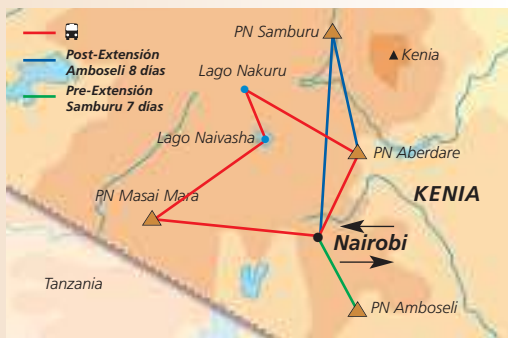 Post-Extensión
Amboseli 8 días
Pre-Extensión
Samburu 7 días
PN Samburu
Kenia
Lago Nakuru
Lago Naivasha
PN Aberdare
PN Masai Mara
KENIA
Nairobi
Tanzania
PN Amboseli